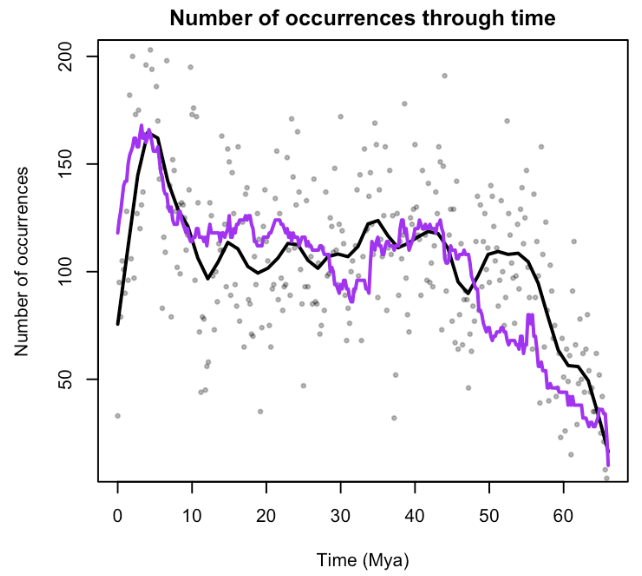 Number of occurrences through time
Number of occurrences
200
150
100
50
0 10 20 30 40 50 60
Time (Mya)